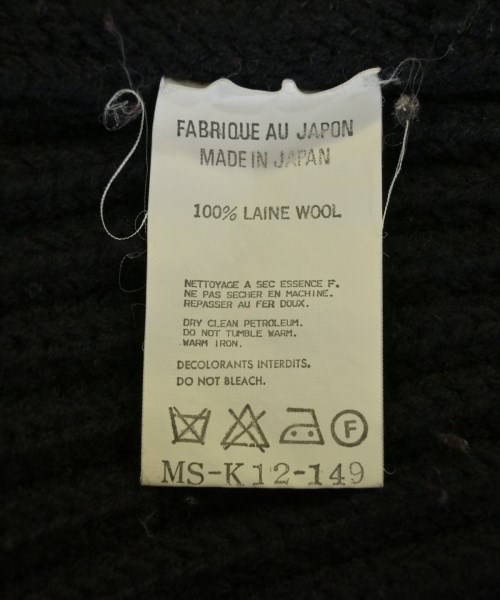 FABRIQUE AU JAPON
MADE IN JAPAN
100% LAINE WOOL
NETTOYAGE A SEC ESSENCE F.
NE PAS SECHER EN MACHINE.
REPASSER AU FER DOUX.
DRY CLEAN PETROLEUM.
DO NOT TUMBLE WARM.
WARM IRON.
DECOLORANTS INTERDITS.
DO NOT BLEACH.
F
MS-K12-149